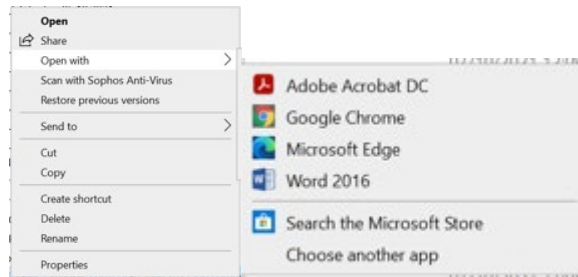 Open
Share
Open with
Scan with Sophos Anti-Virus
Restore previous versions
Send to
Cut
Copy
Create shortcut
Delete
Rename
Properties
Adobe Acrobat DC
Google Chrome
Microsoft Edge
Word 2016
Search the Microsoft Store
Choose another app